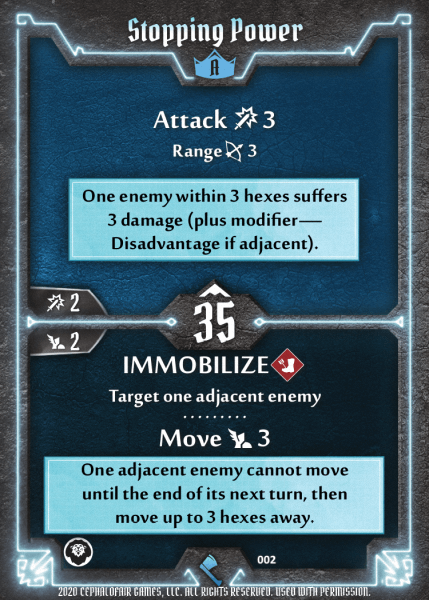 Stopping Power
A
Attack 3
Range 3
One enemy within 3 hexes suffers
3 damage (plus modifier—
Disadvantage if adjacent).
2
35
2
IMMOBILIZE
Target one adjacent enemy
.........
Move 3
One adjacent enemy cannot move
until the end of its next turn, then
move up to 3 hexes away.
002
2020 CEPHALOFAIR GAMES, LLC. ALL RIGHTS RESERVED. USED WITH PERMISSION.